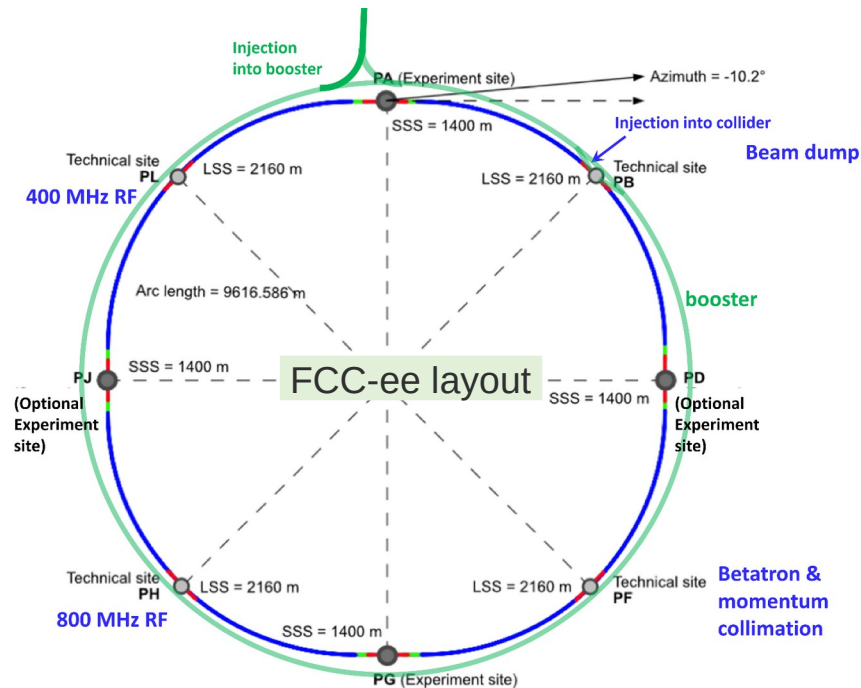 Injection
into booster
PA (Experiment site)
Azimuth = -10.2°
SSS = 1400 m
Injection into collider
Beam dump
Technical site
PL
LSS = 2160 m
400 MHz RF
LSS = 2160 m
Technical site
PB
Arc length = 9616.586 m
booster
PJ
SSS = 1400 m
FCC-ee layout
SSS = 1400 m
PD
(Optional
Experiment
site)
(Optional
Experiment
site)
Technical site
PH
LSS = 2160 m
800 MHz RF
LSS = 2160 m
Technical site
PF
Betatron &
momentum
collimation
SSS = 1400 m
PG (Experiment site)